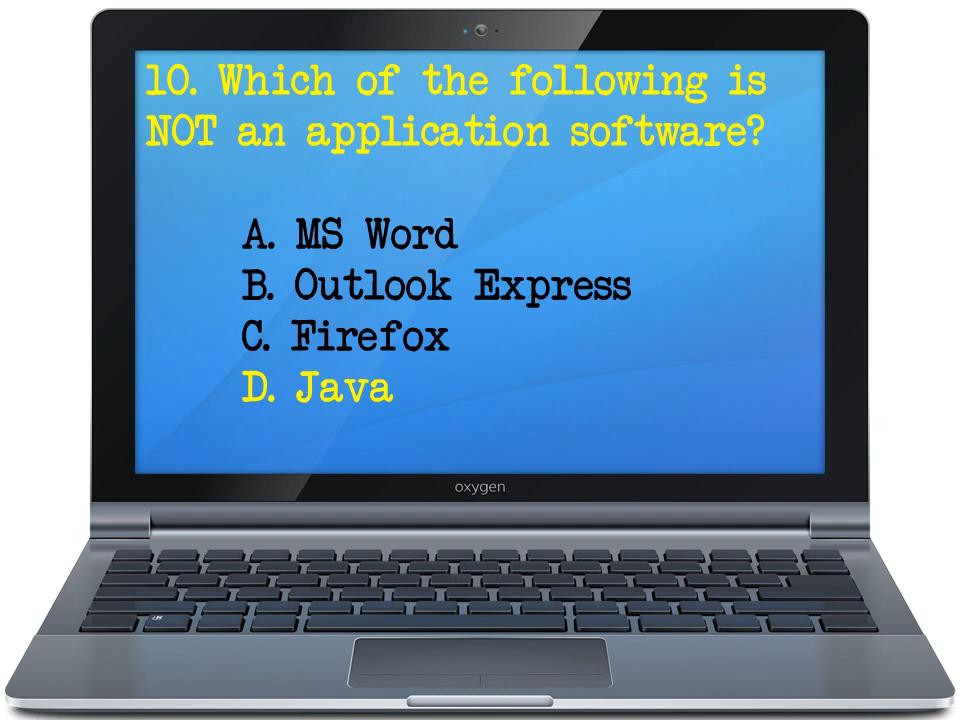 10. Which of the following is
NOT an application software?
A. MS Word
B. Outlook Express
C. Firefox
D. Java
oxygen